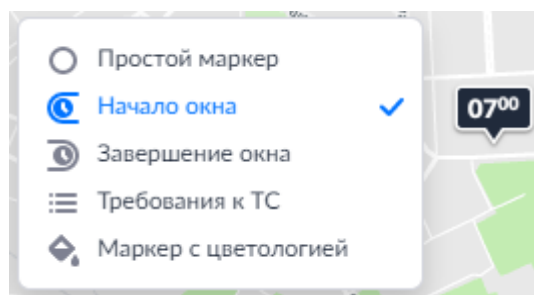 Простой маркер
Начало окна
07⁰⁰
Завершение окна
Требования к ТС
Маркер с цветологией